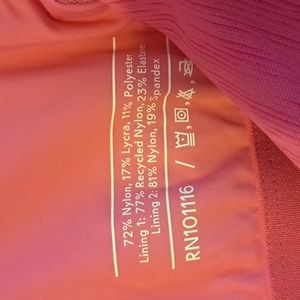 72% Nylon, 17% Lycra, 11% Polyester
Lining 1: 77% Recycled Nylon, 23% Elastane
Lining 2: 81% Nylon, 19% Spandex
RN101116 /